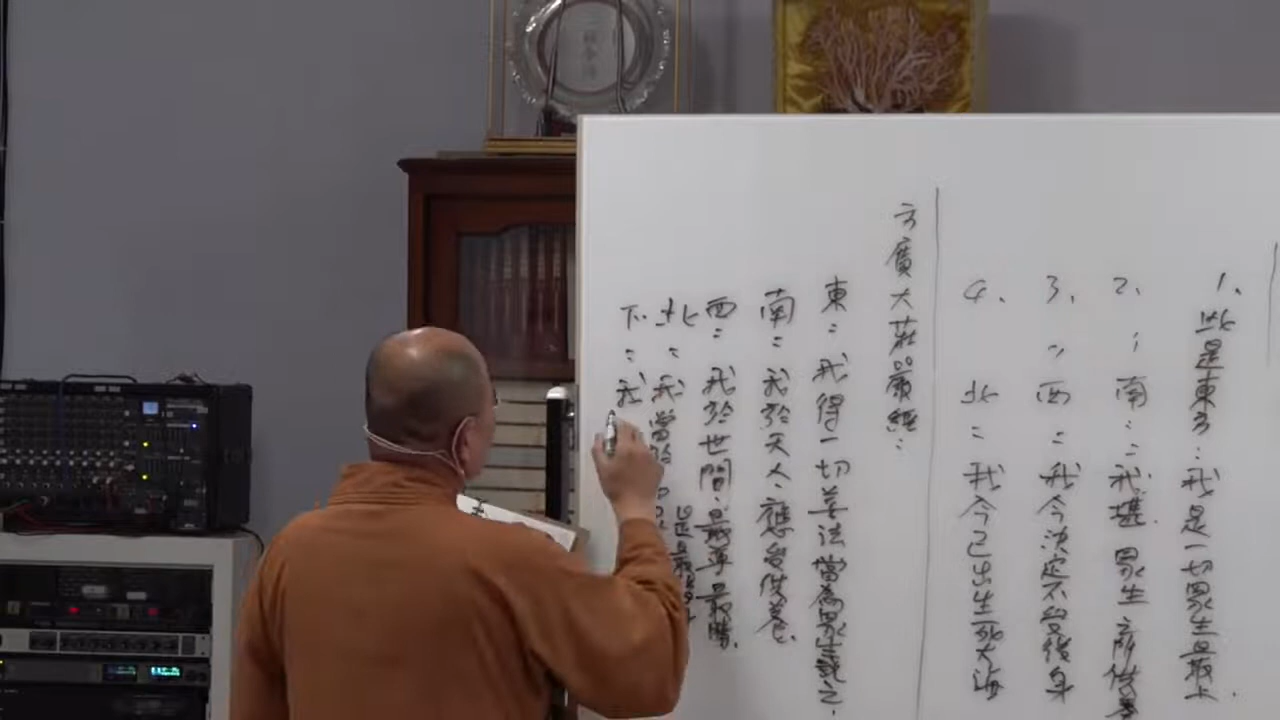 1. 此是東方:我是一切眾生最上.
2. 〃 南:我堪眾生所供養
3. 〃 西:我今決定不受後身
4. 北:我今已出生死大海
方廣大莊嚴經:
東:我得一切善法當為眾生說之.
南:我於天人.應受供養.
西:我於世間.最尊最勝.
北:我當於
下:我